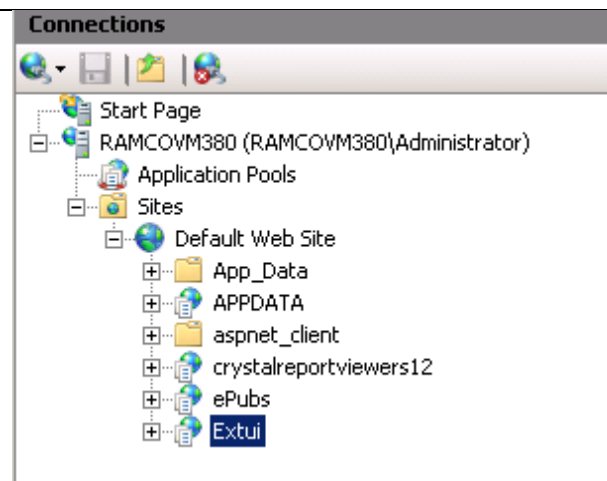 Connections
Start Page
RAMCOVM380 (RAMCOVM380\Administrator)
Application Pools
Sites
Default Web Site
App_Data
APPDATA
aspnet_client
crystalreportviewers12
ePubs
Extui